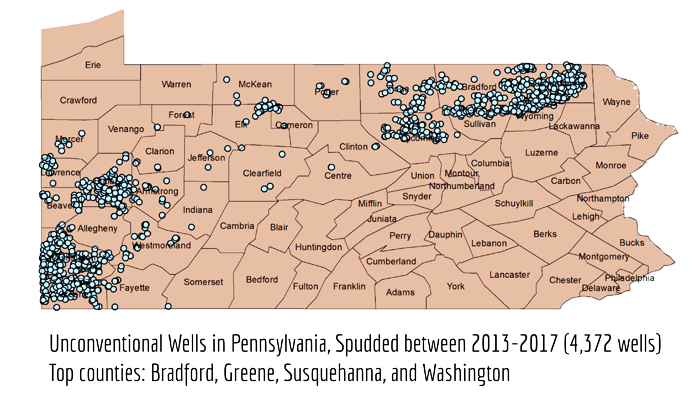 Erie
Warren
McKean
Crawford
Potter
Bradford
Wayne
Forest
Elk
Cameron
Wyoming
Sullivan
Lackawanna
Venango
Mercer
Pike
Clinton
Clarion
Jefferson
Luzerne
Monroe
Columbia
Lawrence
Clearfield
Centre
Union
Montour
Carbon
Northumberland
Armstrong
Snyder
Northampton
Beaver
Indiana
Mifflin
Schuylkill
Lehigh
Juniata
Allegheny
Cambria
Blair
Perry
Dauphin
Berks
Bucks
Westmoreland
Huntingdon
Lebanon
Montgomery
Cumberland
Lancaster
Philadelphia
Fayette
Somerset
Bedford
Fulton
Franklin
Adams
York
Chester
Delaware
Unconventional Wells in Pennsylvania, Spudded between 2013-2017 (4,372 wells)
Top counties: Bradford, Greene, Susquehanna, and Washington